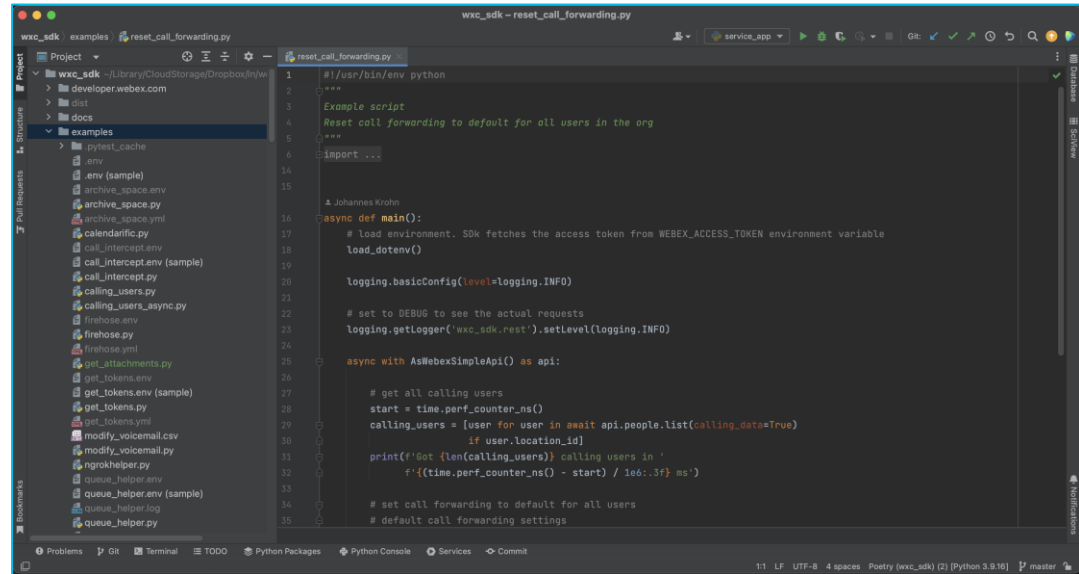 wxc_sdk – reset_call_forwarding.py
wxc_sdk examples reset_call_forwarding.py
service_app
Git:
Project
reset_call_forwarding.py
wxc_sdk ~/Library/CloudStorage/Dropbox/In/we
developer.webex.com
dist
docs
examples
.pytest_cache
.env
.env (sample)
archive_space.env
archive_space.py
archive_space.yml
calendarific.py
call_intercept.env
call_intercept.env (sample)
call_intercept.py
calling_users.py
calling_users_async.py
firehose.env
firehose.py
firehose.yml
get_attachments.py
get_tokens.env
get_tokens.env (sample)
get_tokens.py
get_tokens.yml
modify_voicemail.csv
modify_voicemail.py
ngrokhelper.py
queue_helper.env
queue_helper.env (sample)
queue_helper.log
queue_helper.py
Project
Structure
Pull Requests
Bookmarks
1 #!/usr/bin/env python
2 """
3 Example script
4 Reset call forwarding to default for all users in the org
5 """
6 import ...
14
15
Johannes Krohn
16 async def main():
17 # load environment. SDk fetches the access token from WEBEX_ACCESS_TOKEN environment variable
18 load_dotenv()
19
20 logging.basicConfig(level=logging.INFO)
21
22 # set to DEBUG to see the actual requests
23 logging.getLogger('wxc_sdk.rest').setLevel(logging.INFO)
24
25 async with AsWebexSimpleApi() as api:
26
27 # get all calling users
28 start = time.perf_counter_ns()
29 calling_users = [user for user in await api.people.list(calling_data=True)
30 if user.location_id]
31 print(f'Got {len(calling_users)} calling users in '
32 f'{(time.perf_counter_ns() - start) / 1e6:.3f} ms')
33
34 # set call forwarding to default for all users
35 # default call forwarding settings
Database
SciView
Notifications
Problems Git Terminal TODO Python Packages Python Console Services Commit
1:1 LF UTF-8 4 spaces Poetry (wxc_sdk) (2) [Python 3.9.16] master